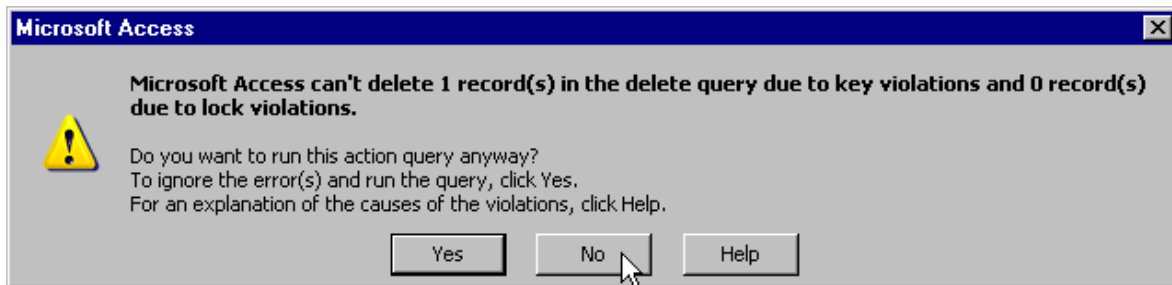 Microsoft Access
Microsoft Access can't delete 1 record(s) in the delete query due to key violations and 0 record(s)
due to lock violations.
Do you want to run this action query anyway?
To ignore the error(s) and run the query, click Yes.
For an explanation of the causes of the violations, click Help.
Yes No Help